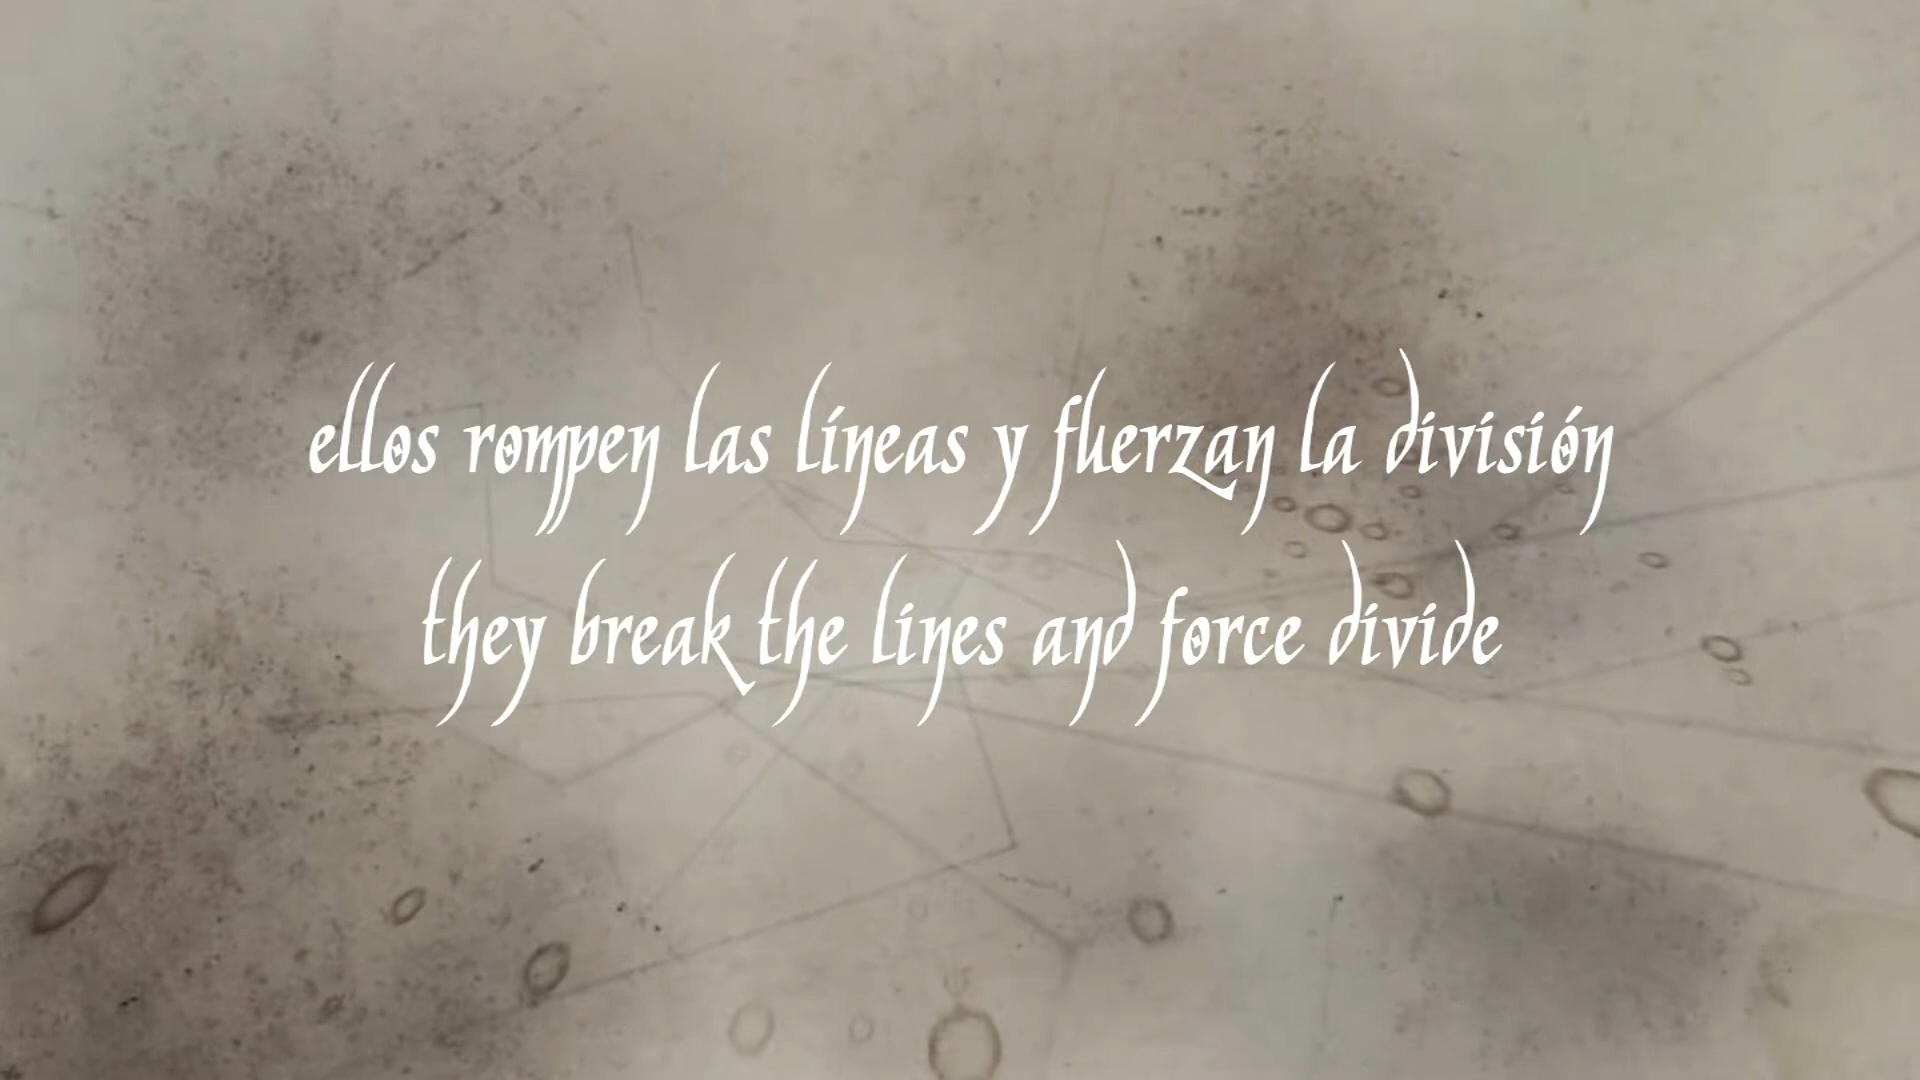 ellos rompen las líneas y fuerzan la división
they break the lines and force divide